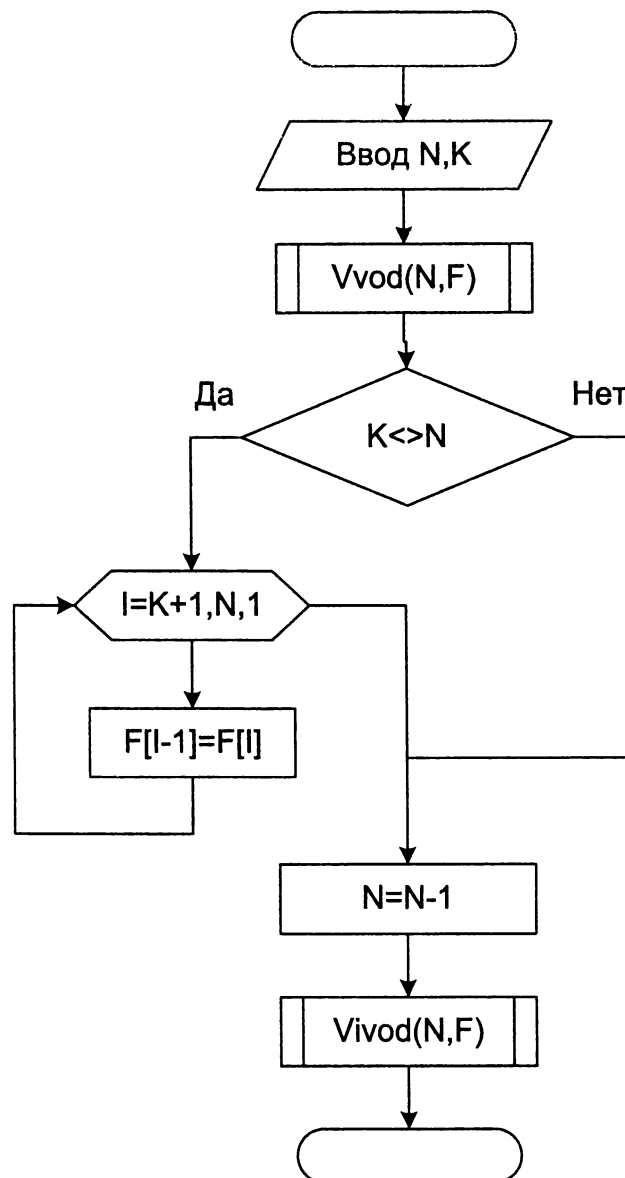 Ввод N,K
Vvod(N,F)
Да
Нет
K<>N
I=K+1,N,1
F[I-1]=F[I]
N=N-1
Vivod(N,F)